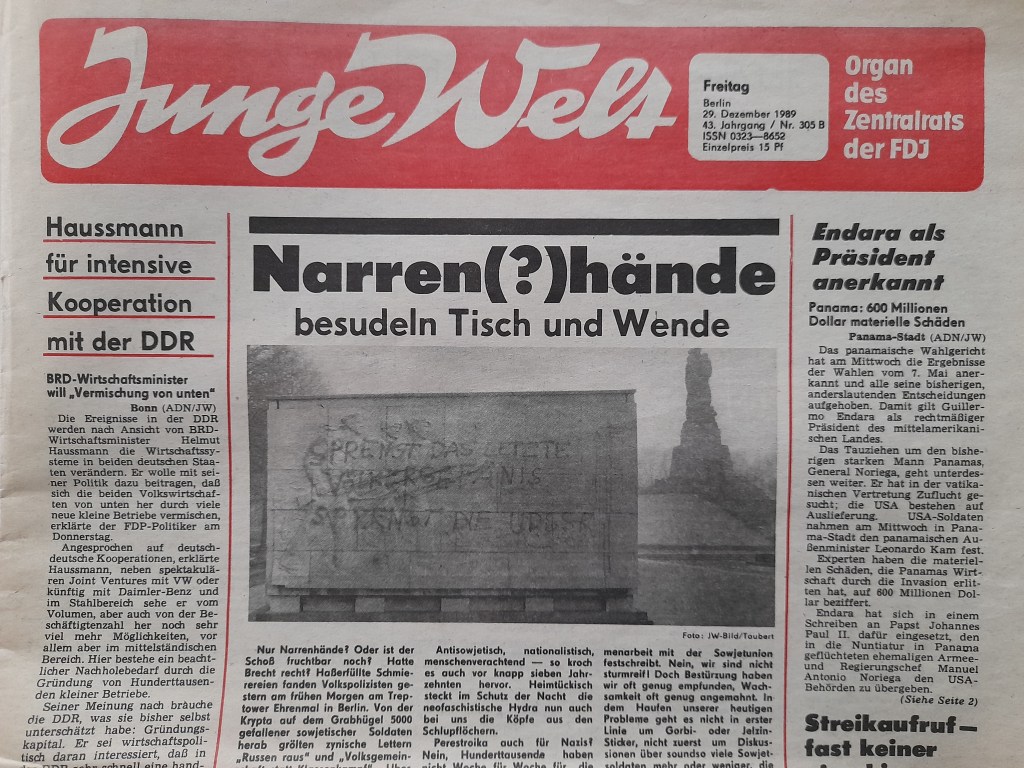 Junge Welt
Freitag
Berlin
29. Dezember 1989
43. Jahrgang / Nr. 305 B
ISSN 0323—8652
Einzelpreis 15 Pf
Organ
des
Zentralrats
der FDJ
Haussmann
für intensive
Kooperation
mit der DDR
BRD-Wirtschaftsminister
will „Vermischung von unten"
Bonn (ADN/JW)
Die Ereignisse in der DDR
werden nach Ansicht von BRD-
Wirtschaftsminister Helmut
Haussmann die Wirtschaftssy-
steme in beiden deutschen Staa-
ten verändern. Er wolle mit sei-
ner Politik dazu beitragen, daß
sich die beiden Volkswirtschaf-
ten von unten her durch viele
neue kleine Betriebe vermischen,
erklärte der FDP-Politiker am
Donnerstag.
Angesprochen auf deutsch-
deutsche Kooperationen, erklärte
Haussmann, neben spektakulä-
ren Joint Ventures mit VW oder
künftig mit Daimler-Benz und
im Stahlbereich sehe er vom
Volumen, aber auch von der Be-
schäftigtenzahl her noch sehr
viel mehr Möglichkeiten, vor
allem aber im mittelständischen
Bereich. Hier bestehe ein beacht-
licher Nachholebedarf durch die
Gründung von Hunderttausen-
den kleiner Betriebe.
Seiner Meinung nach bräuche
die DDR, was sie bisher selbst
unterschätzt habe: Gründungs-
kapital. Er sei wirtschaftspoli-
tisch daran interessiert, daß in
der DDR sehr schnell eine hand-
Narren(?)hände
besudeln Tisch und Wende
SPRENGT DAS LETZTE
Foto: JW-Bild/Taubert
Nur Narrenhände? Oder ist der
Schoß fruchtbar noch? Hatte
Brecht recht? Haßerfüllte Schmie-
rereien fanden Volkspolizisten ge-
stern am frühen Morgen am Trep-
tower Ehrenmal in Berlin. Von der
Krypta auf dem Grabhügel 5000
gefallener sowjetischer Soldaten
herab grölten zynische Lettern
„Russen raus" und „Volksgemein-
Antisowjetisch, nationalistisch,
menschenverachtend — so kroch
es auch vor knapp sieben Jahr-
zehnten hervor. Heimtückisch
steckt im Schutz der Nacht die
neofaschistische Hydra nun auch
bei uns die Köpfe aus den
Schlupflöchern.
Perestroika auch für Nazis?
Nein, Hunderttausende haben
nicht Woche für Woche für die
menarbeit mit der Sowjetunion
festschreibt. Nein, wir sind nicht
sturmreif! Doch Bestürzung haben
wir oft genug empfunden, Wach-
samkeit oft genug angemahnt. In
dem Haufen unserer heutigen
Probleme geht es nicht in erster
Linie um Gorbi- oder Jelzin-
Sticker, nicht zuerst um Diskus-
sionen über soundso viele Sowjet-
soldaten mehr oder weniger, die
Endara als
Präsident
anerkannt
Panama: 600 Millionen
Dollar materielle Schäden
Panama-Stadt (ADN/JW)
Das panamaische Wahlgericht
hat am Mittwoch die Ergebnisse
der Wahlen vom 7. Mai aner-
kannt und alle seine bisherigen,
anderslautenden Entscheidungen
aufgehoben. Damit gilt Guiller-
mo Endara als rechtmäßiger
Präsident des mittelamerikani-
schen Landes.
Das Tauziehen um den bishe-
rigen starken Mann Panamas,
General Noriega, geht unterdes-
sen weiter. Er hat in der vatika-
nischen Vertretung Zuflucht ge-
sucht; die USA bestehen auf
Auslieferung. USA-Soldaten
nahmen am Mittwoch in Pana-
ma-Stadt den panamaischen Au-
ßenminister Leonardo Kam fest.
Experten haben die materiel-
len Schäden, die Panamas Wirt-
schaft durch die Invasion erlit-
ten hat, auf 600 Millionen Dol-
lar beziffert.
Endara hat sich in einem
Schreiben an Papst Johannes
Paul II. dafür eingesetzt, den
in die Nuntiatur in Panama
geflüchteten ehemaligen Armee-
und Regierungschef Manuel
Antonio Noriega den USA-
Behörden zu übergeben.
(Siehe Seite 2)
Streikaufruf—
fast keiner